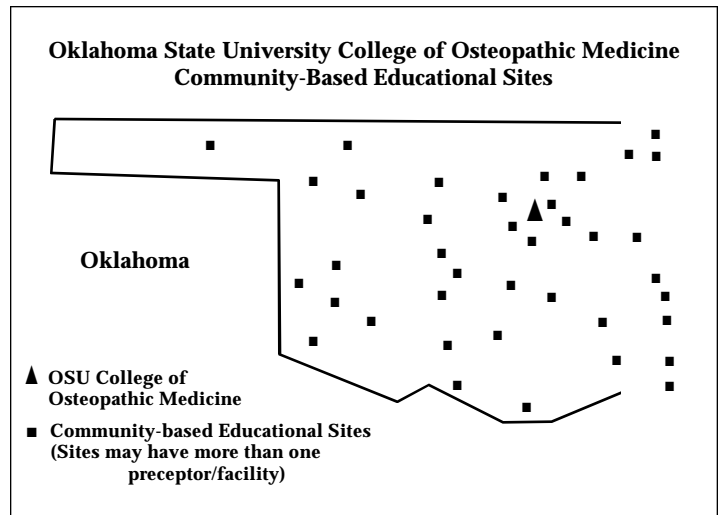 Oklahoma State University College of Osteopathic Medicine
Community-Based Educational Sites
Oklahoma
OSU College of
Osteopathic Medicine
Community-based Educational Sites
(Sites may have more than one
preceptor/facility)